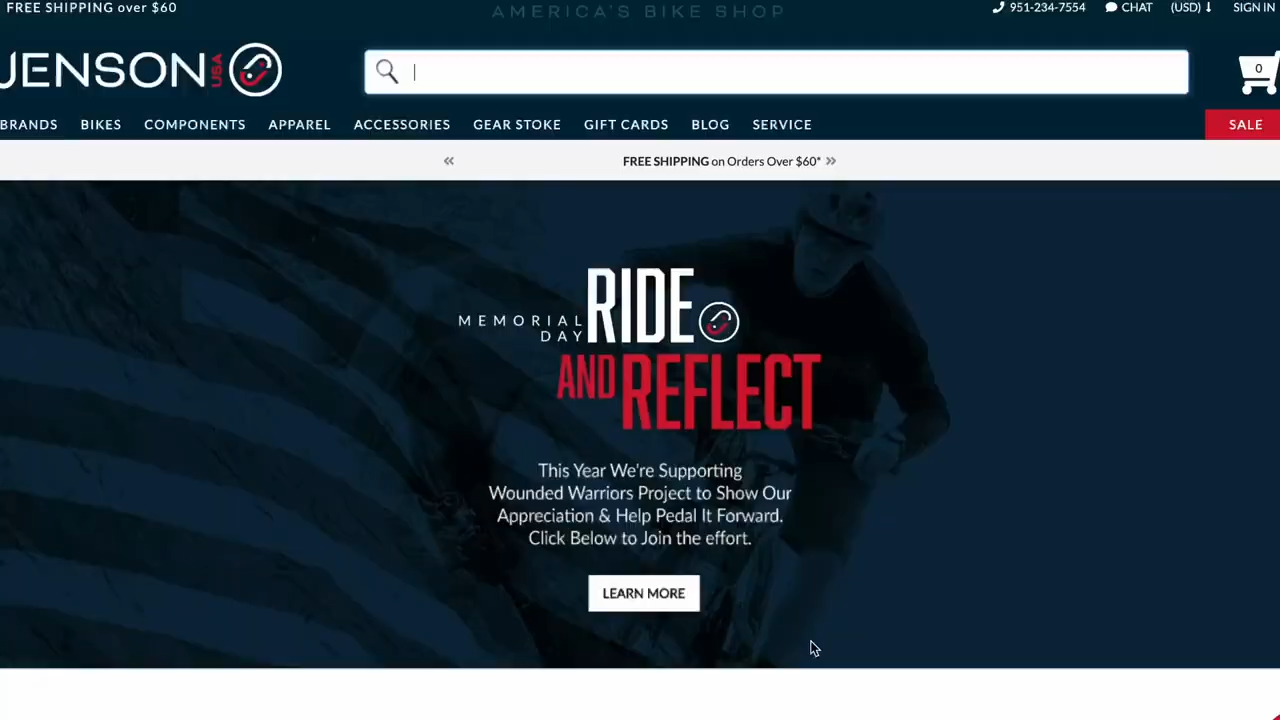 FREE SHIPPING over $60
AMERICA'S BIKE SHOP
951-234-7554
CHAT
(USD)
SIGN IN
JENSON USA
0
BRANDS
BIKES
COMPONENTS
APPAREL
ACCESSORIES
GEAR STOKE
GIFT CARDS
BLOG
SERVICE
SALE
FREE SHIPPING on Orders Over $60*
MEMORIAL
DAY
RIDE
AND REFLECT
This Year We're Supporting
Wounded Warriors Project to Show Our
Appreciation & Help Pedal It Forward.
Click Below to Join the effort.
LEARN MORE